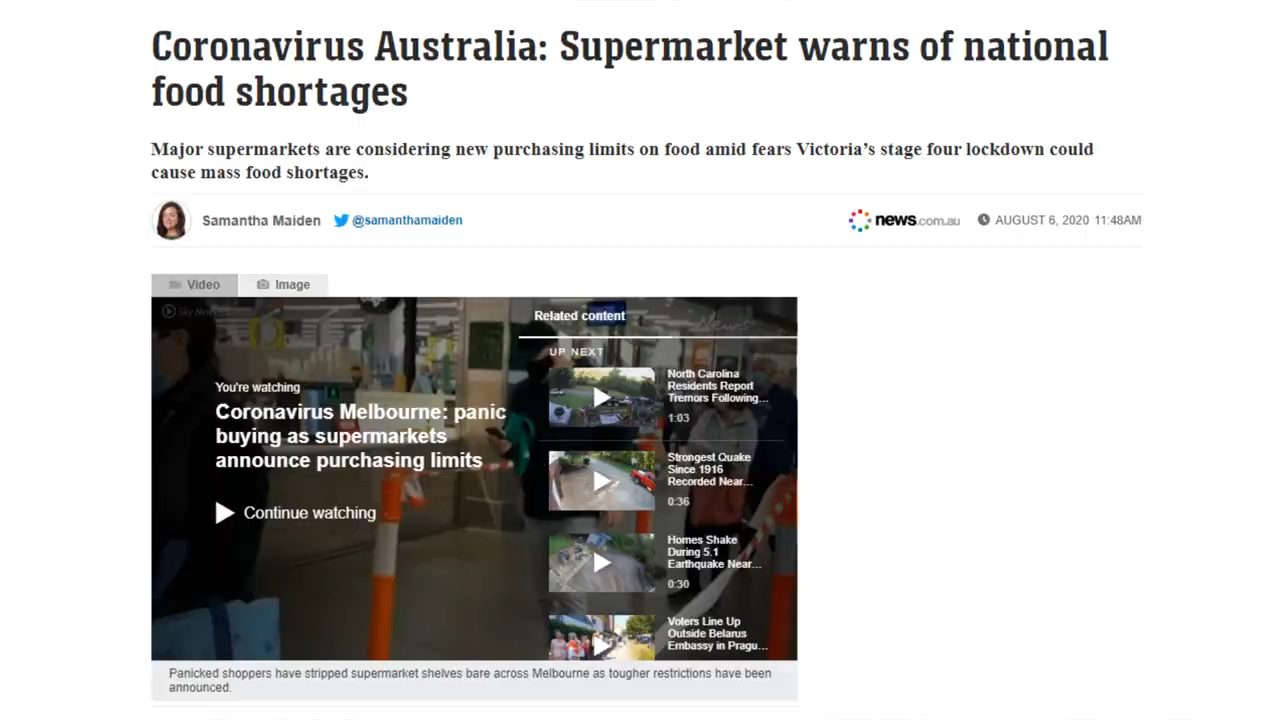 Coronavirus Australia: Supermarket warns of national
food shortages
Major supermarkets are considering new purchasing limits on food amid fears Victoria's stage four lockdown could
cause mass food shortages.
Samantha Maiden @samanthamaiden
news.com.au AUGUST 6, 2020 11:48AM
Video Image
Sky News
Related content
UP NEXT
You're watching
Coronavirus Melbourne: panic
buying as supermarkets
announce purchasing limits
Continue watching
North Carolina
Residents Report
Tremors Following...
1:03
Strongest Quake
Since 1916
Recorded Near...
0:36
Homes Shake
During 5.1
Earthquake Near...
0:30
Voters Line Up
Outside Belarus
Embassy in Pragu...
Panicked shoppers have stripped supermarket shelves bare across Melbourne as tougher restrictions have been
announced.